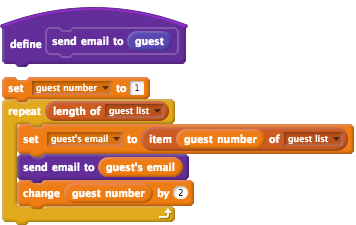 define send email to guest
set guest number to 1
repeat length of guest list
set guest's email to item guest number of guest list
send email to guest's email
change guest number by 2